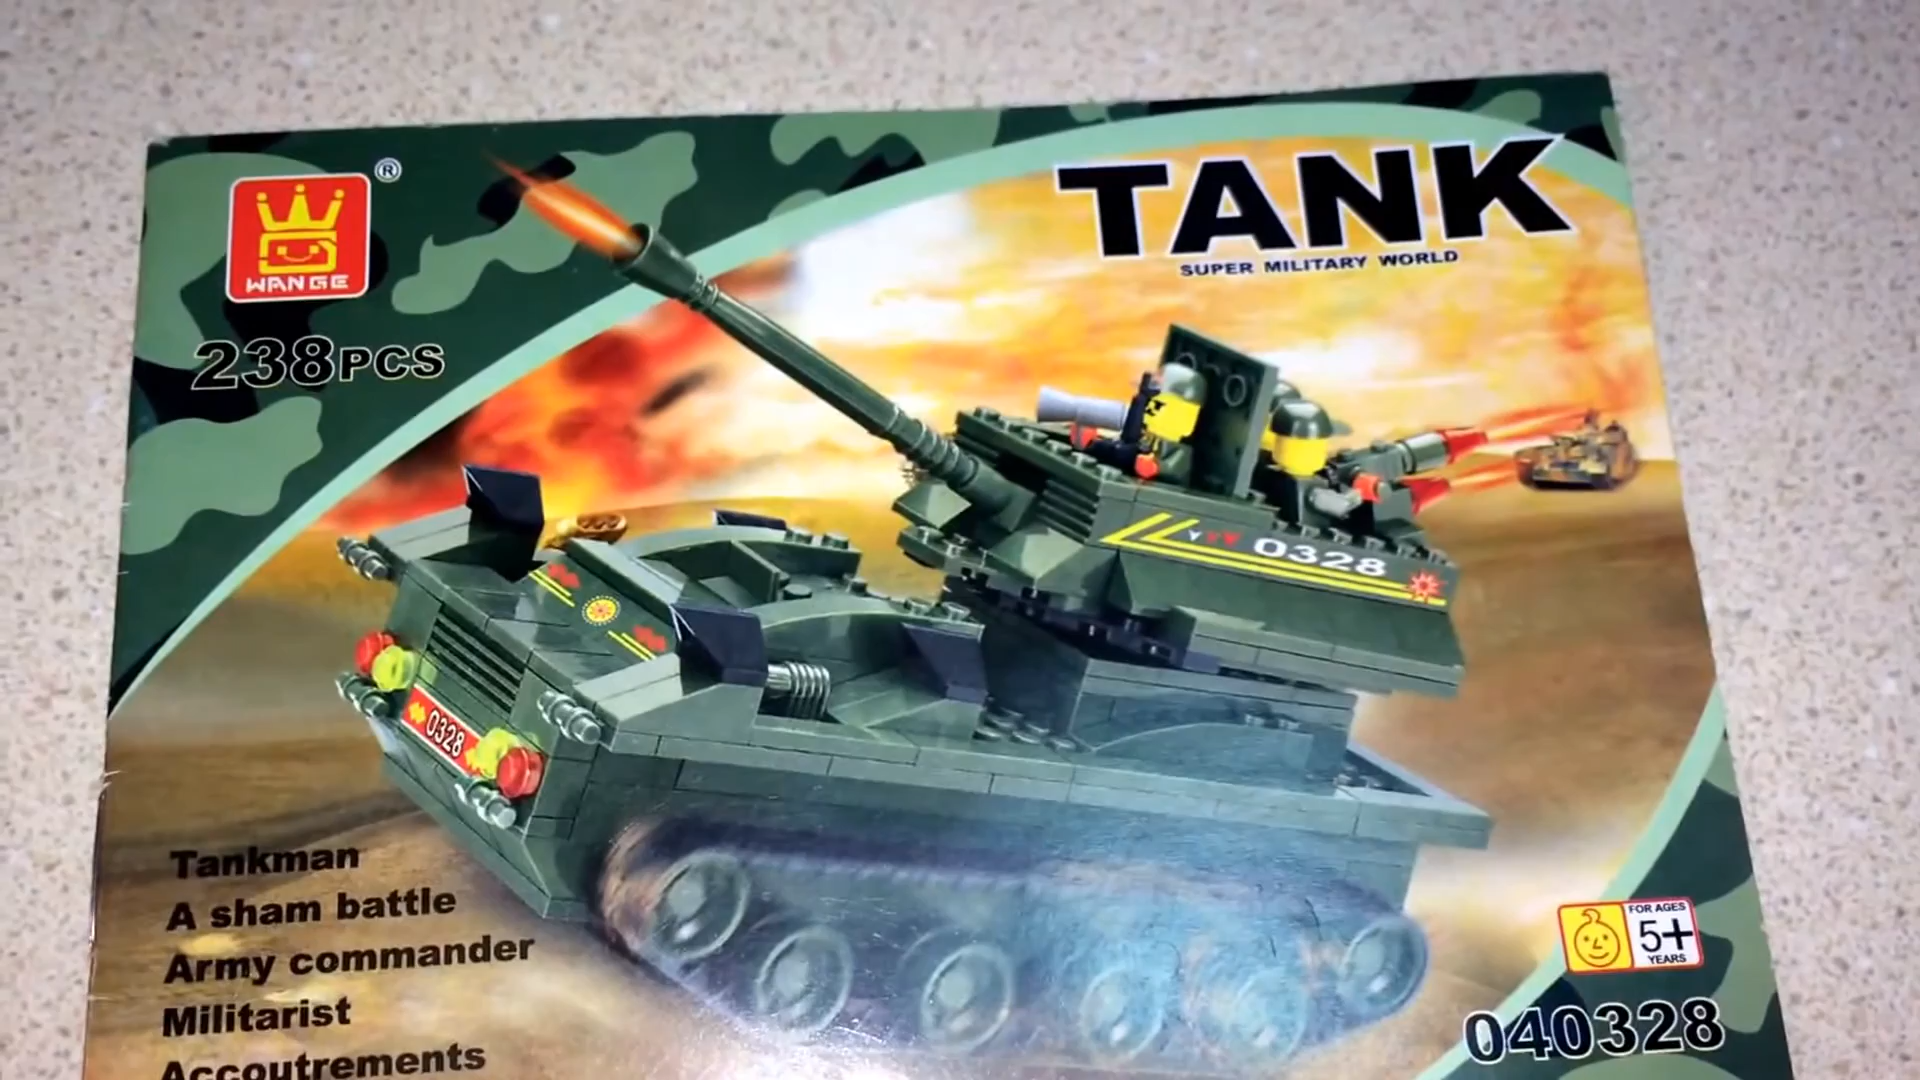 ®
WANGE
238PCS
TANK
SUPER MILITARY WORLD
0328
0328
Tankman
A sham battle
Army commander
Militarist
Accoutrements
FOR AGES
5+
YEARS
040328